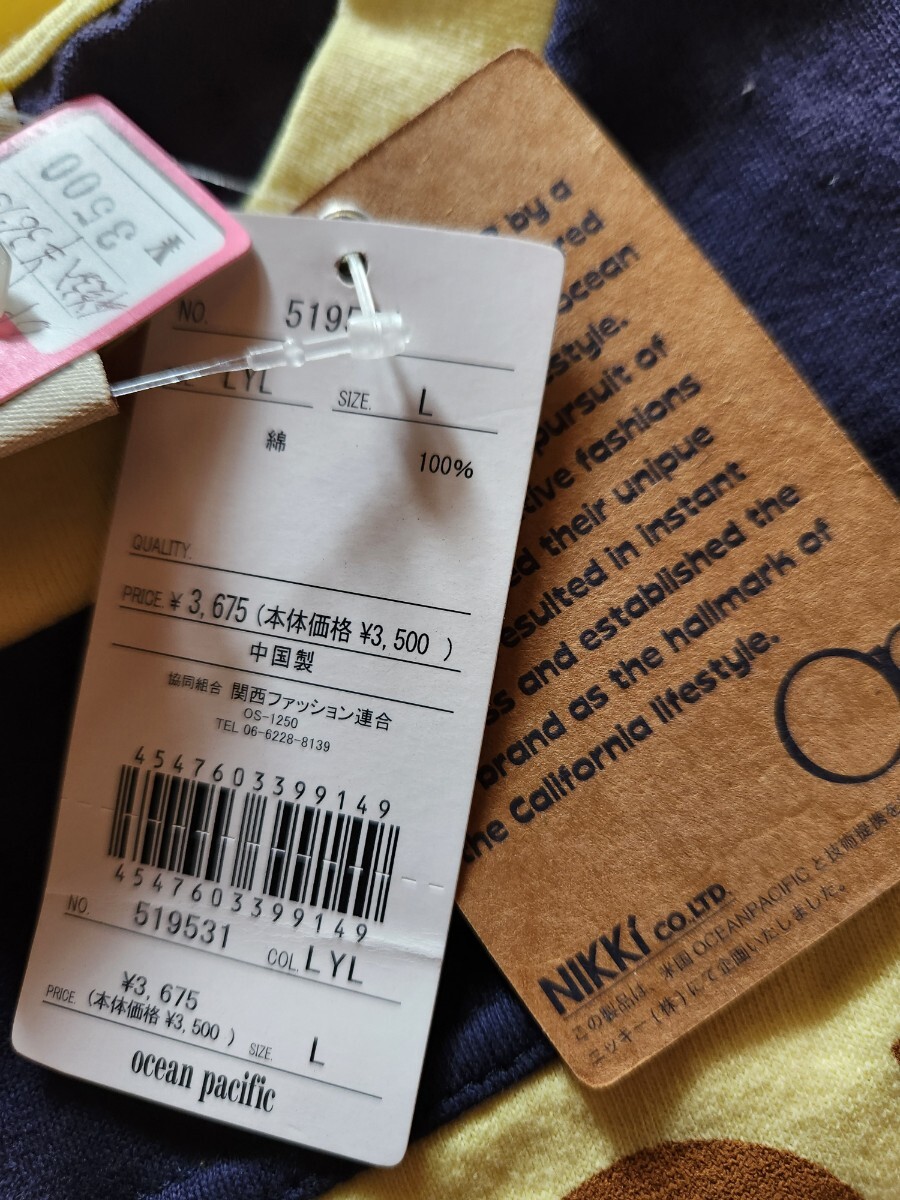 ¥ 3500
NO. 5195
LYL SIZE. L
綿 100%
QUALITY.
PRICE. ¥ 3,675 (本体価格 ¥3,500 )
中国製
協同組合 関西ファッション連合
OS-1250
TEL 06-6228-8139
4547603399149
4547603399149
NO. 519531 COL. LYL
¥3,675
PRICE. (本体価格 ¥3,500 ) SIZE. L
ocean pacific
by a
ocean
pursuit of
fashions
their unipue
in instant
and established the
brand as the hallmark of
the California lifestyle.
NIKKI CO.LTD.
この製品は、米国 OCEANPACIFIC と技術提携を
ニッキー(株)にて企画いたしました。